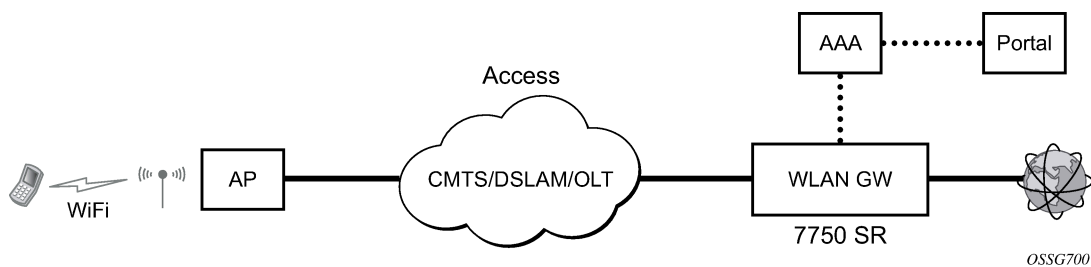 AAA
Portal
Access
WiFi
AP
CMTS/DSLAM/OLT
WLAN GW
7750 SR
OSSG700